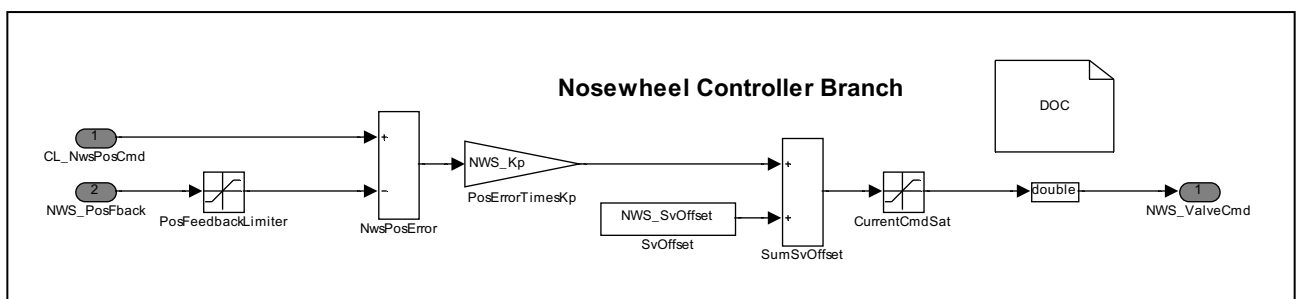 Nosewheel Controller Branch
DOC
1
CL_NwsPosCmd
2
NWS_PosFback
PosFeedbackLimiter
+
−
NwsPosError
NWS_Kp
PosErrorTimesKp
NWS_SvOffset
SvOffset
+
+
SumSvOffset
CurrentCmdSat
double
1
NWS_ValveCmd